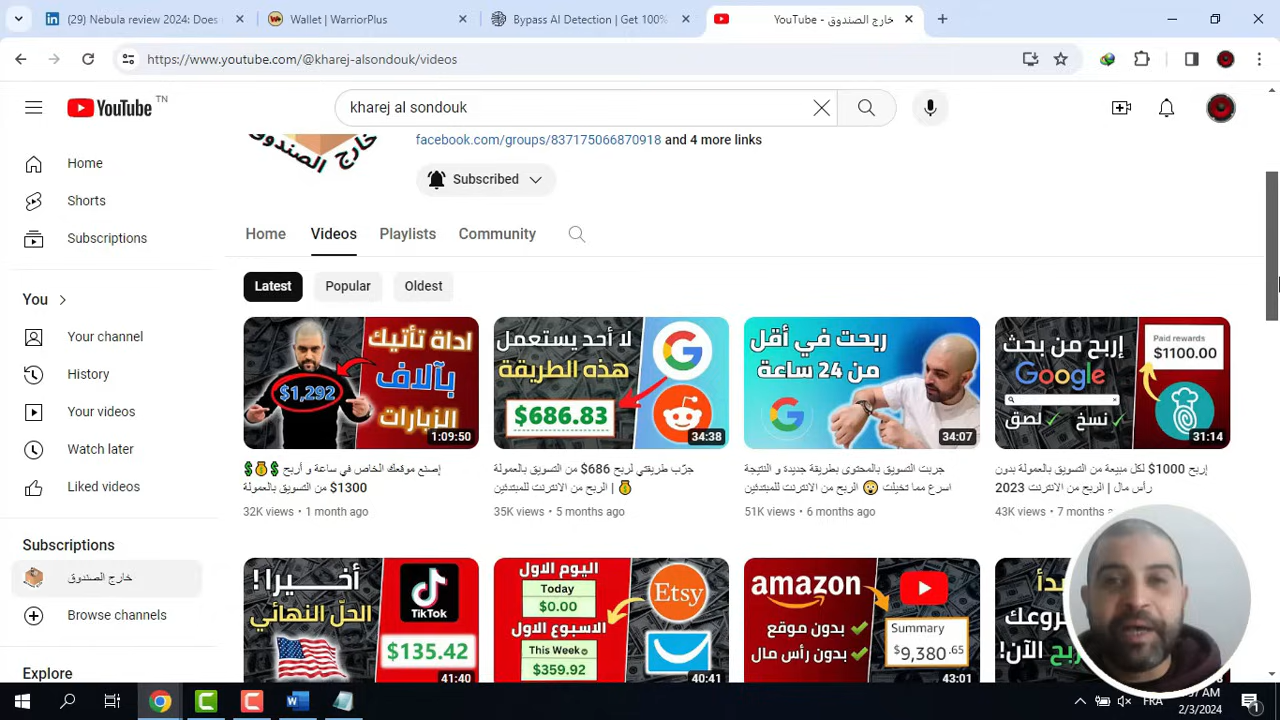 (29) Nebula review 2024: Does
Wallet | WarriorPlus
Bypass AI Detection | Get 100%
خارج الصندوق - YouTube
https://www.youtube.com/@kharej-alsondouk/videos
YouTube TN
kharej al sondouk
خارج الصندوق
facebook.com/groups/837175066870918 and 4 more links
Subscribed
Home
Shorts
Subscriptions
You
Your channel
History
Your videos
Watch later
Liked videos
Subscriptions
خارج الصندوق
Browse channels
Explore
Home
Videos
Playlists
Community
Latest
Popular
Oldest
اداة تأتيك
بآلاف
الزيارات
$1,292
1:09:50
إصنع موقعك الخاص في ساعة و أربح 💲💰💲
$1300 من التسويق بالعمولة
32K views • 1 month ago
لا أحد يستعمل
هذه الطريقة
$686.83
34:38
جرّب طريقتي لربح 686$ من التسويق بالعمولة
💰 | الربح من الانترنت للمبتدئين
35K views • 5 months ago
ربحت في أقل
من 24 ساعة
34:07
جربت التسويق بالمحتوى بطريقة جديدة و النتيجة
اسرع مما تخيلت 😲 الربح من الانترنت للمبتدئين
51K views • 6 months ago
إربح من بحث
Google
نسخ
لصق
Paid rewards
$1100.00
31:14
إربح 1000$ لكل مبيعة من التسويق بالعمولة بدون
رأس مال | الربح من الانترنت 2023
43K views • 7 months
أخيرا!
الحلّ النهائي
TikTok
$135.42
41:40
اليوم الاول
Today
$0.00
الاسبوع الاول
This Week
$359.92
Etsy
40:41
amazon
بدون موقع
بدون رأس مال
Summary
$9,380.65
43:01
FRA
2/3/2024
1